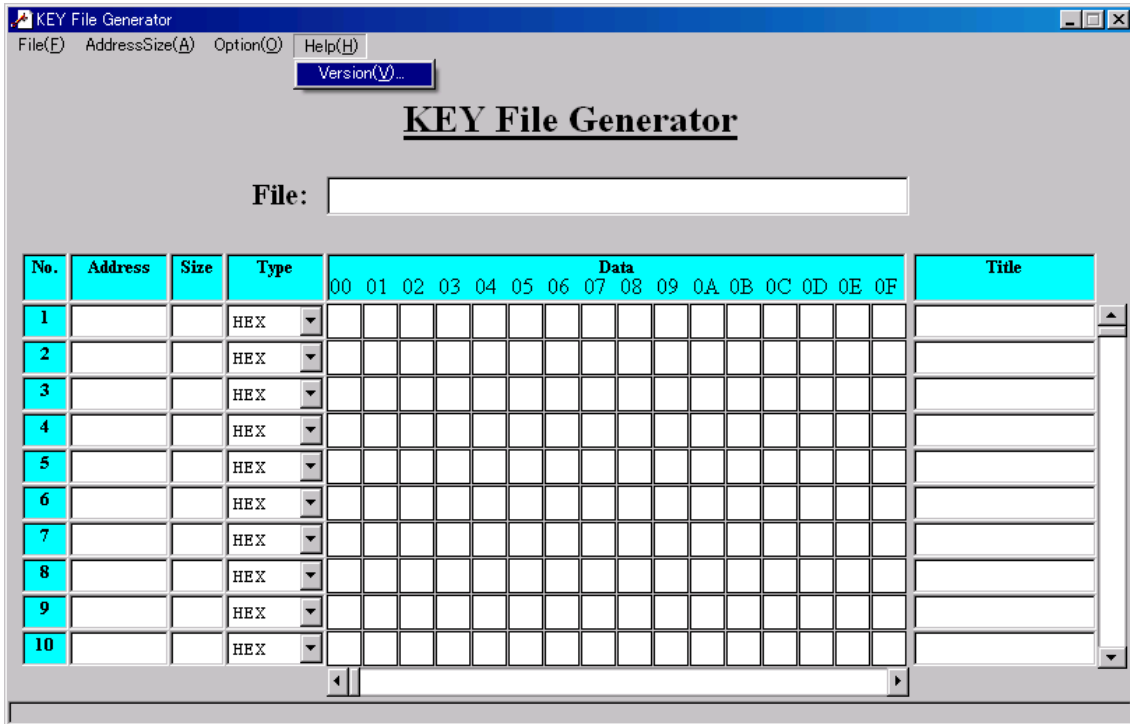 KEY File Generator
File(F) AddressSize(A) Option(O) Help(H)
Version(V)...
KEY File Generator
File:
No. Address Size Type Data Title
00 01 02 03 04 05 06 07 08 09 0A 0B 0C 0D 0E 0F
1 HEX
2 HEX
3 HEX
4 HEX
5 HEX
6 HEX
7 HEX
8 HEX
9 HEX
10 HEX